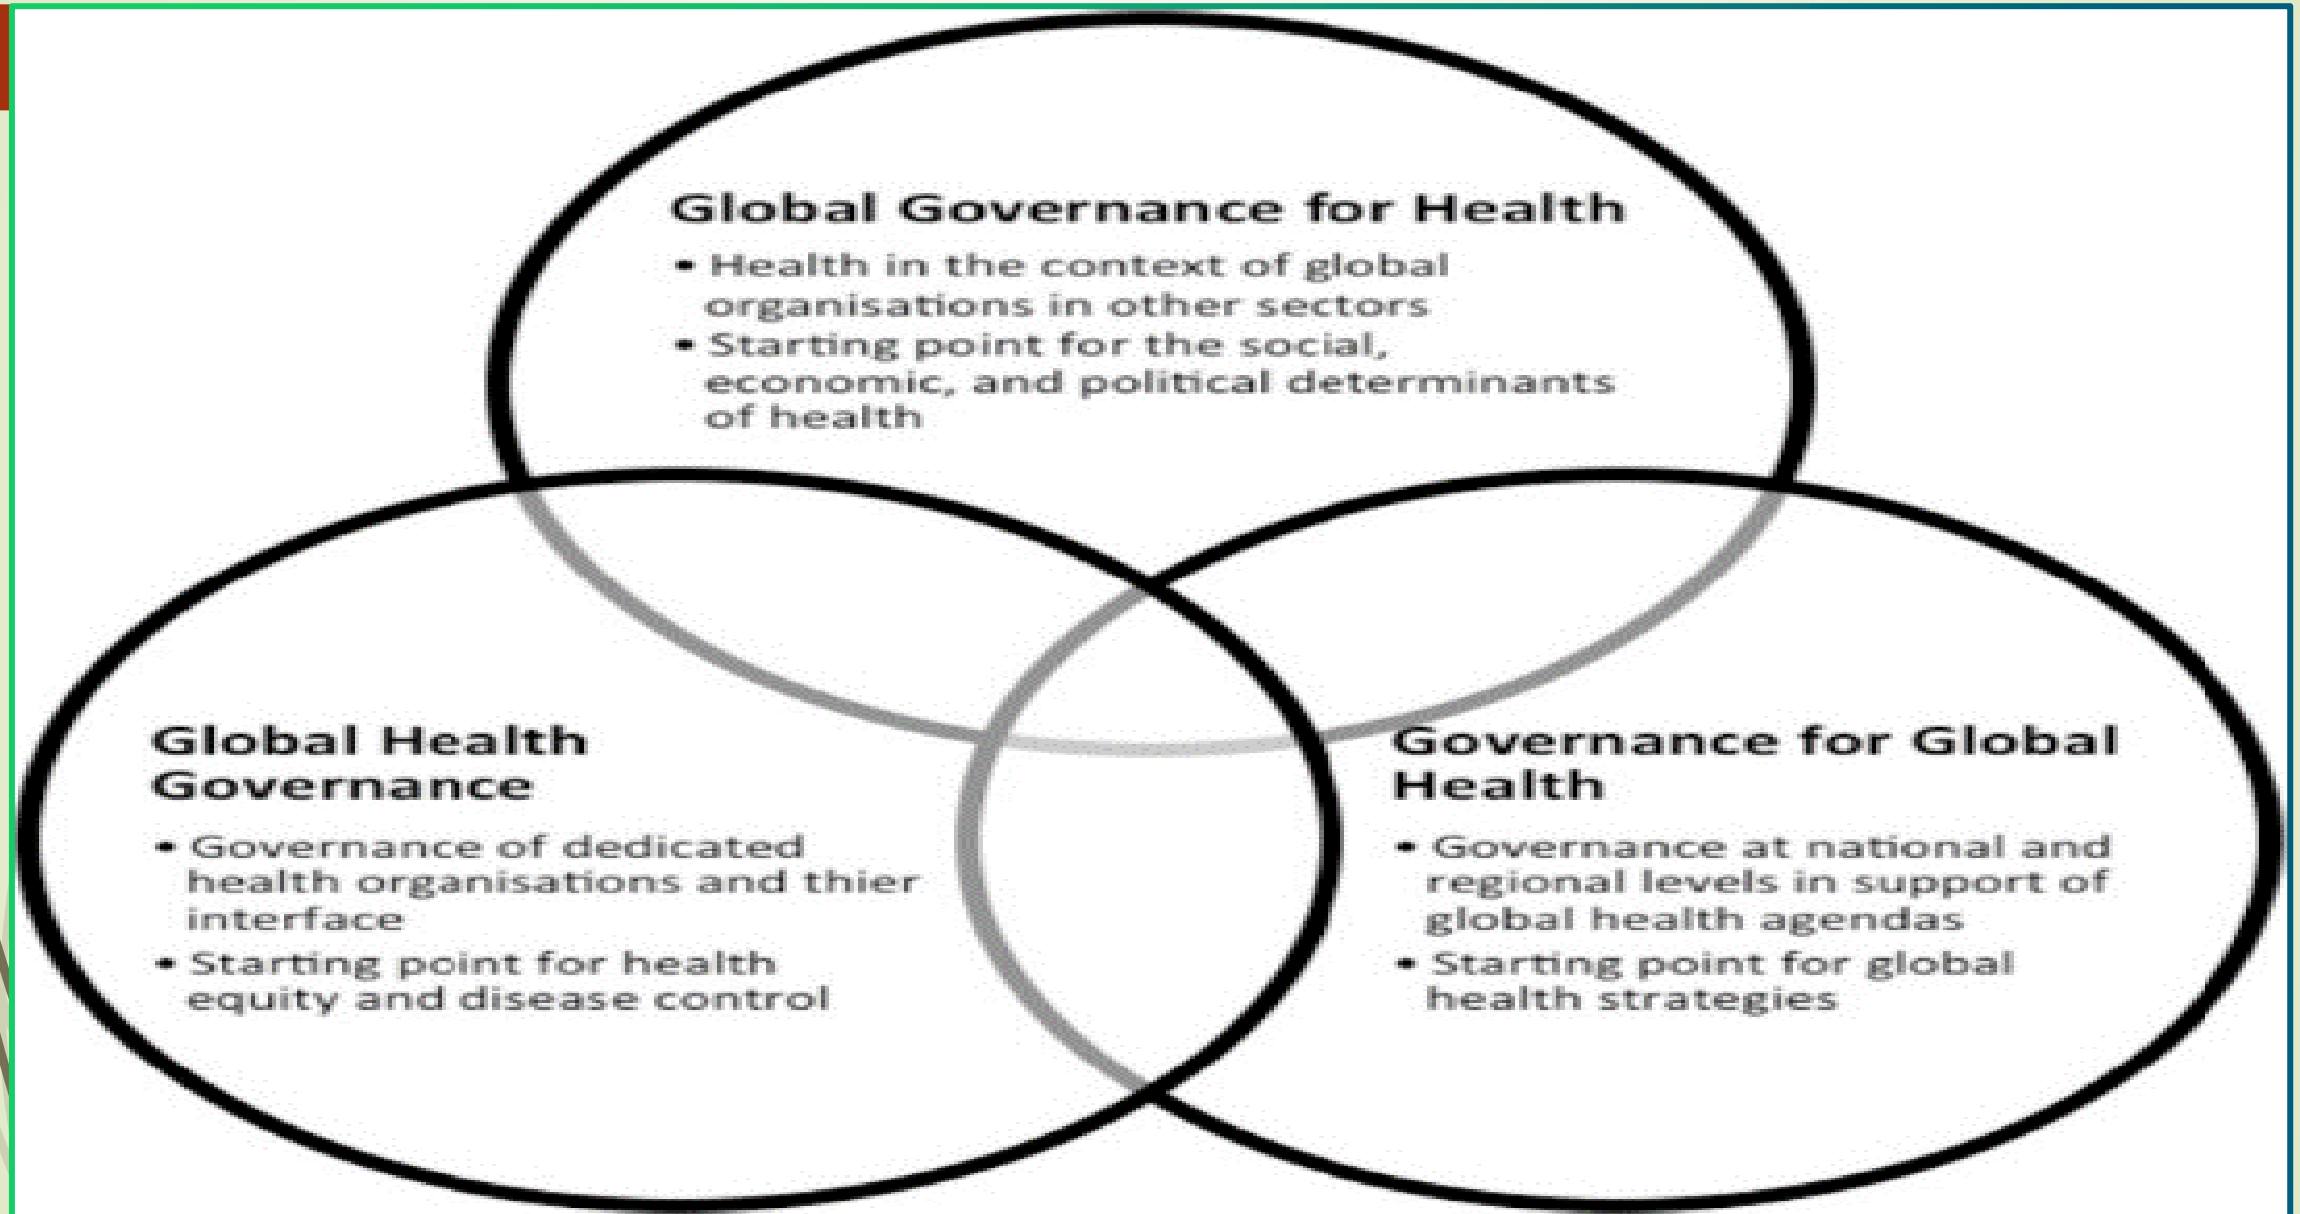 Global Governance for Health
• Health in the context of global
organisations in other sectors
• Starting point for the social,
economic, and political determinants
of health
Global Health
Governance
• Governance of dedicated
health organisations and thier
interface
• Starting point for health
equity and disease control
Governance for Global
Health
• Governance at national and
regional levels in support of
global health agendas
• Starting point for global
health strategies